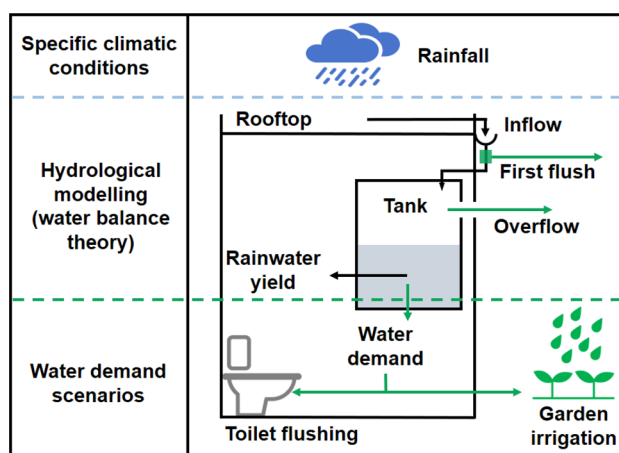 Specific climatic
conditions
Rainfall
Hydrological
modelling
(water balance
theory)
Rooftop
Inflow
First flush
Tank
Overflow
Rainwater
yield
Water demand
scenarios
Water
demand
Toilet flushing
Garden
irrigation